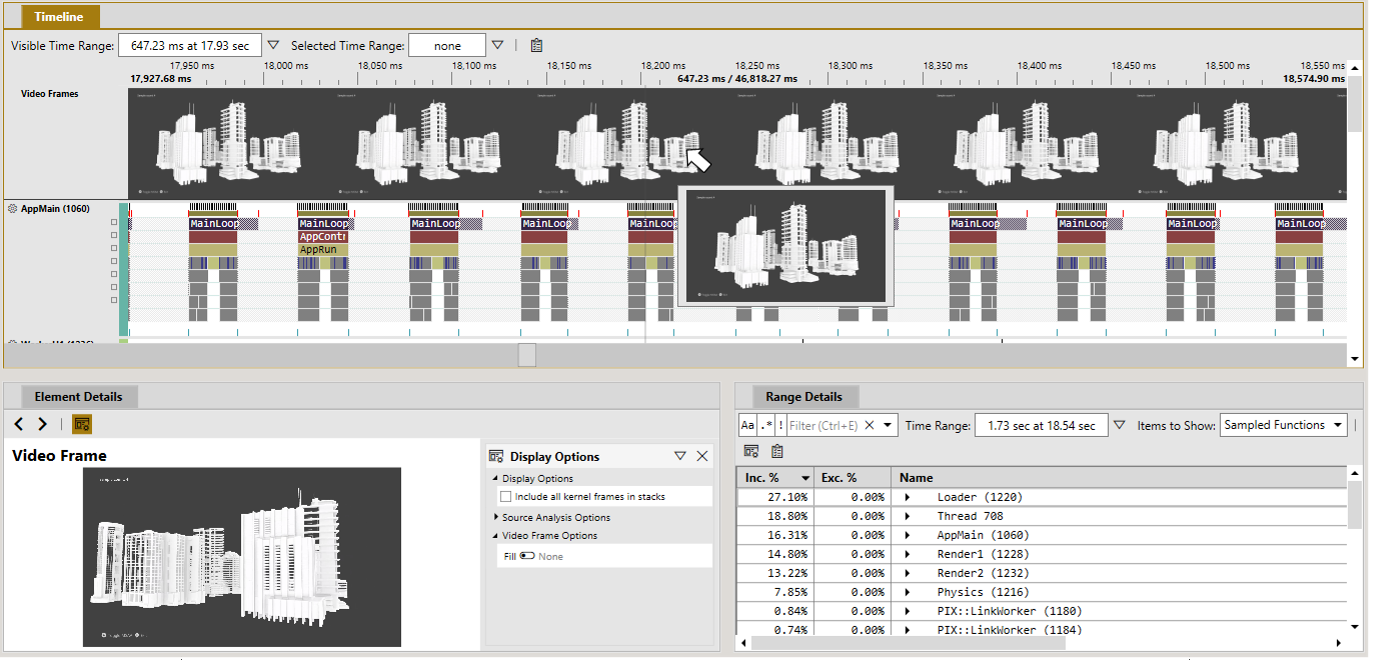 Timeline
Visible Time Range: 647.23 ms at 17.93 sec Selected Time Range: none
17,950 ms 18,000 ms 18,050 ms 18,100 ms 18,150 ms 18,200 ms 18,250 ms 18,300 ms 18,350 ms 18,400 ms 18,450 ms 18,500 ms 18,550 ms
17,927.68 ms 647.23 ms / 46,818.27 ms 18,574.90 ms
Video Frames
AppMain (1060)
MainLoop MainLoop MainLoop MainLoop MainLoop MainLoop MainLoop MainLoop MainLoop
AppContr
AppRun
Element Details
Video Frame
Display Options
Display Options
Include all kernel frames in stacks
Source Analysis Options
Video Frame Options
Fill None
Range Details
Aa .* ! Filter (Ctrl+E) Time Range: 1.73 sec at 18.54 sec Items to Show: Sampled Functions
Inc. % Exc. % Name
27.10% 0.00% Loader (1220)
18.80% 0.00% Thread 708
16.31% 0.00% AppMain (1060)
14.80% 0.00% Render1 (1228)
13.22% 0.00% Render2 (1232)
7.85% 0.00% Physics (1216)
0.84% 0.00% PIX::LinkWorker (1180)
0.74% 0.00% PIX::LinkWorker (1184)